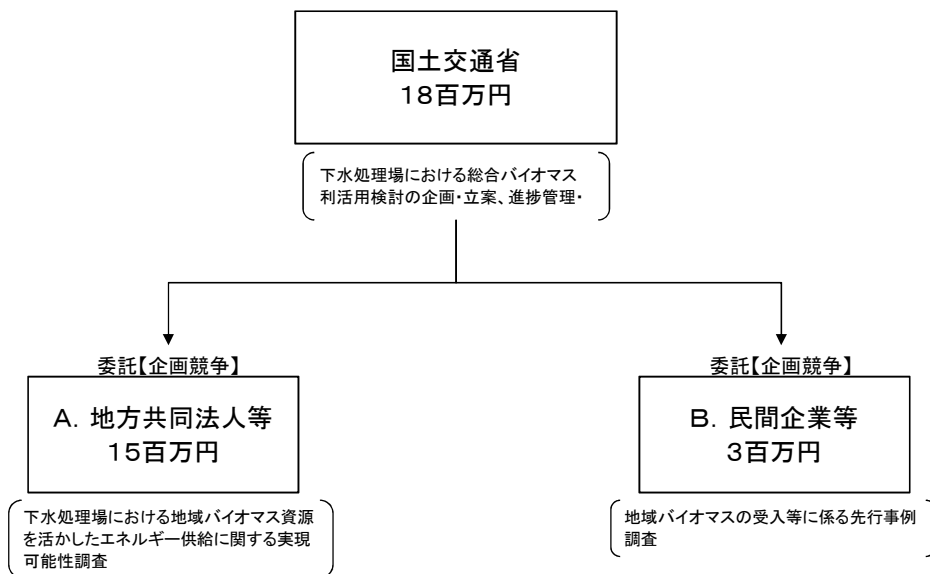 国土交通省
18百万円
下水処理場における総合バイオマス
利活用検討の企画・立案、進捗管理・
委託【企画競争】
A．地方共同法人等
15百万円
下水処理場における地域バイオマス資源
を活かしたエネルギー供給に関する実現
可能性調査
委託【企画競争】
B．民間企業等
3百万円
地域バイオマスの受入等に係る先行事例
調査